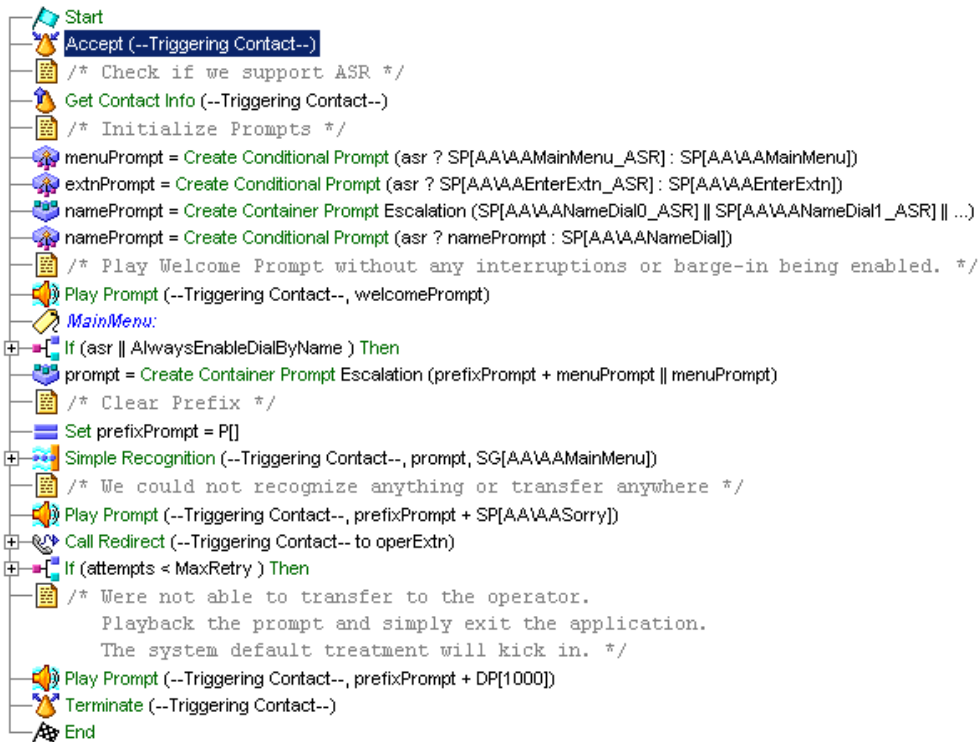 Start
Accept (--Triggering Contact--)
/* Check if we support ASR */
Get Contact Info (--Triggering Contact--)
/* Initialize Prompts */
menuPrompt = Create Conditional Prompt (asr ? SP[AA\AAMainMenu_ASR] : SP[AA\AAMainMenu])
extnPrompt = Create Conditional Prompt (asr ? SP[AA\AAEnterExtn_ASR] : SP[AA\AAEnterExtn])
namePrompt = Create Container Prompt Escalation (SP[AA\AANameDial0_ASR] || SP[AA\AANameDial1_ASR] || ...)
namePrompt = Create Conditional Prompt (asr ? namePrompt : SP[AA\AANameDial])
/* Play Welcome Prompt without any interruptions or barge-in being enabled. */
Play Prompt (--Triggering Contact--, welcomePrompt)
MainMenu:
If (asr || AlwaysEnableDialByName ) Then
prompt = Create Container Prompt Escalation (prefixPrompt + menuPrompt || menuPrompt)
/* Clear Prefix */
Set prefixPrompt = P[]
Simple Recognition (--Triggering Contact--, prompt, SG[AA\AAMainMenu])
/* We could not recognize anything or transfer anywhere */
Play Prompt (--Triggering Contact--, prefixPrompt + SP[AA\AASorry])
Call Redirect (--Triggering Contact-- to operExtn)
If (attempts < MaxRetry ) Then
/* Were not able to transfer to the operator.
Playback the prompt and simply exit the application.
The system default treatment will kick in. */
Play Prompt (--Triggering Contact--, prefixPrompt + DP[1000])
Terminate (--Triggering Contact--)
End